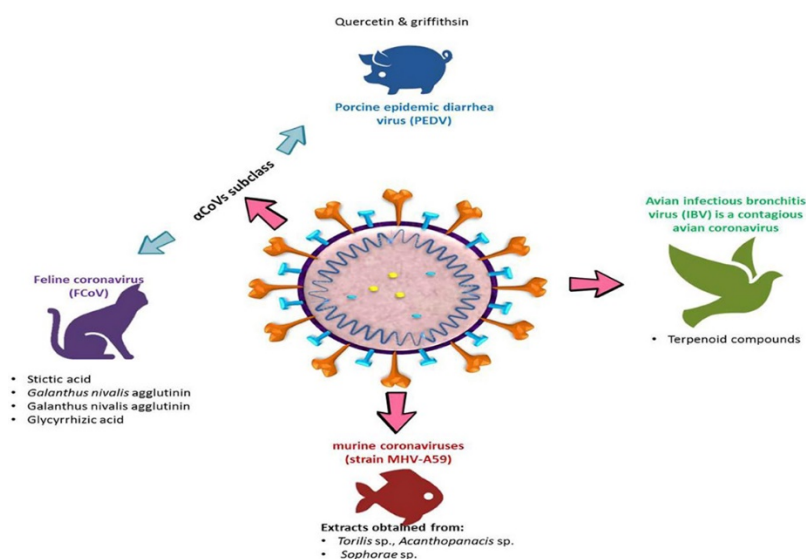 Quercetin & griffithsin
Porcine epidemic diarrhea
virus (PEDV)
αCoVs subclass
Avian infectious bronchitis
virus (IBV) is a contagious
avian coronavirus
• Terpenoid compounds
Feline coronavirus
(FCoV)
• Stictic acid
• Galanthus nivalis agglutinin
• Galanthus nivalis agglutinin
• Glycyrrhizic acid
murine coronaviruses
(strain MHV-A59)
Extracts obtained from:
• Torilis sp., Acanthopanacis sp.
• Sophorae sp.